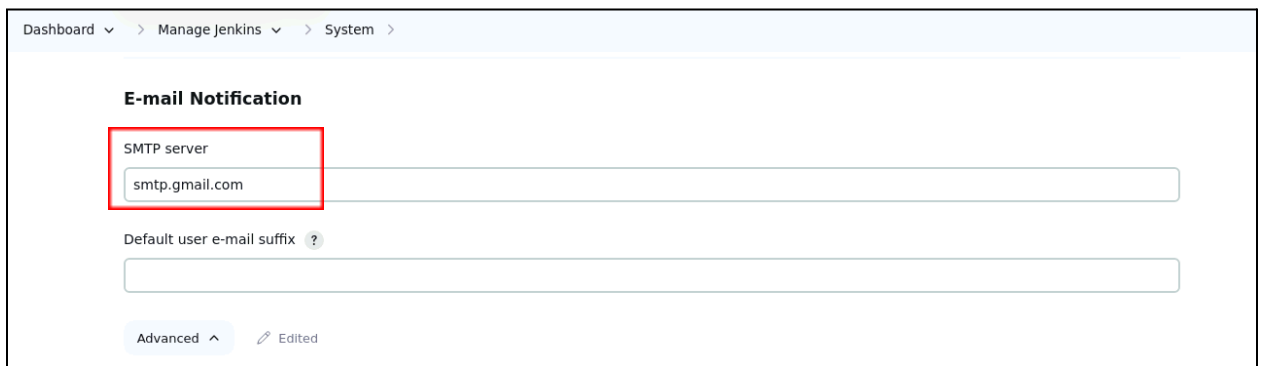 Dashboard Manage Jenkins System
E-mail Notification
SMTP server
smtp.gmail.com
Default user e-mail suffix ?
Advanced Edited